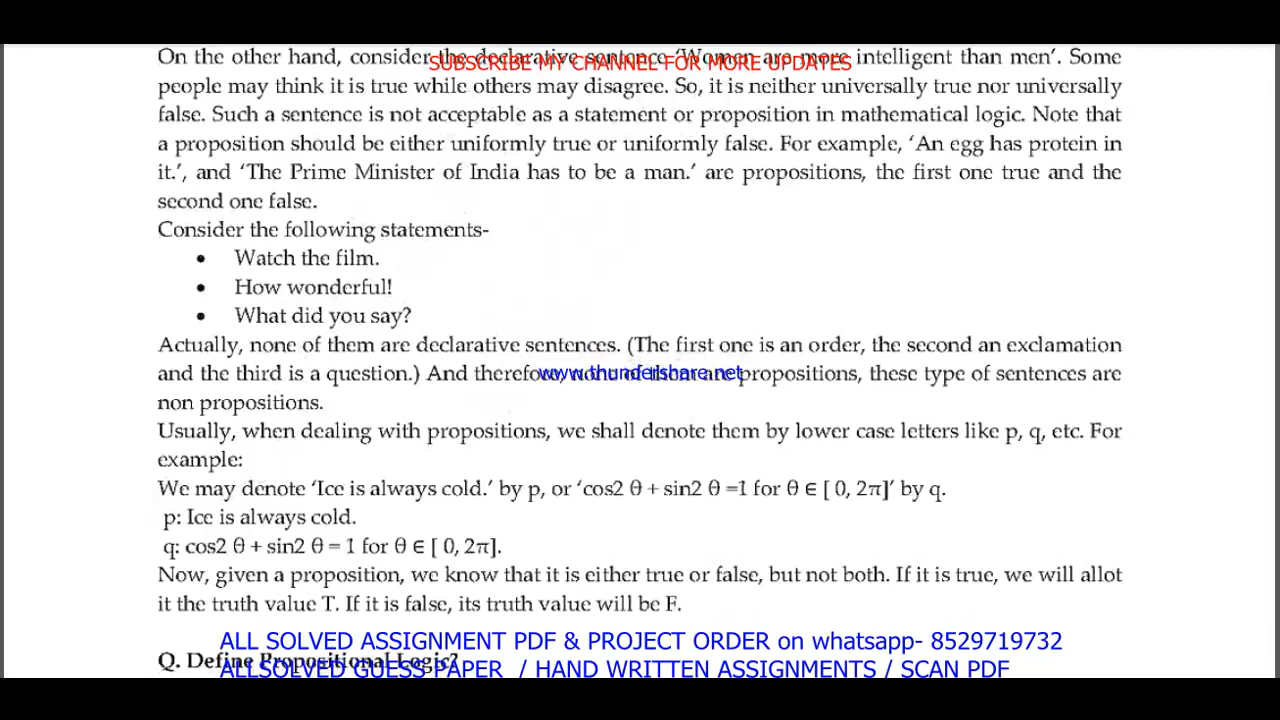 On the other hand, consider the declarative sentence 'Women are more intelligent than men'. Some
SUBSCRIBE MY CHANNEL FOR MORE UPDATES
people may think it is true while others may disagree. So, it is neither universally true nor universally
false. Such a sentence is not acceptable as a statement or proposition in mathematical logic. Note that
a proposition should be either uniformly true or uniformly false. For example, 'An egg has protein in
it.', and 'The Prime Minister of India has to be a man.' are propositions, the first one true and the
second one false.
Consider the following statements-
• Watch the film.
• How wonderful!
• What did you say?
Actually, none of them are declarative sentences. (The first one is an order, the second an exclamation
and the third is a question.) And therefore, none of them are propositions, these type of sentences are
www.thundershare.net
non propositions.
Usually, when dealing with propositions, we shall denote them by lower case letters like p, q, etc. For
example:
We may denote 'Ice is always cold.' by p, or 'cos2 θ + sin2 θ =1 for θ ∈ [ 0, 2π]' by q.
p: Ice is always cold.
q: cos2 θ + sin2 θ = 1 for θ ∈ [ 0, 2π].
Now, given a proposition, we know that it is either true or false, but not both. If it is true, we will allot
it the truth value T. If it is false, its truth value will be F.
ALL SOLVED ASSIGNMENT PDF & PROJECT ORDER on whatsapp- 8529719732
Q. Define Propositional Logic?
ALLSOLVED GUESS PAPER / HAND WRITTEN ASSIGNMENTS / SCAN PDF